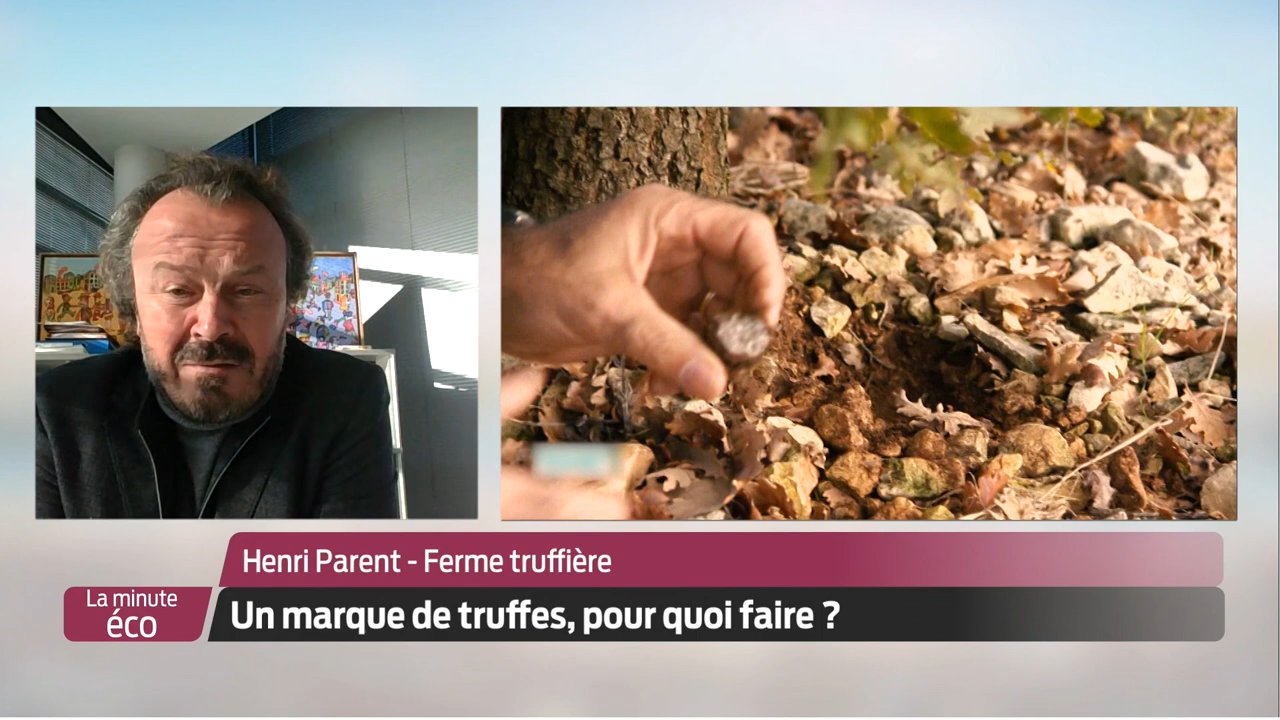 Henri Parent - Ferme truffière
La minute
éco
Un marque de truffes, pour quoi faire ?